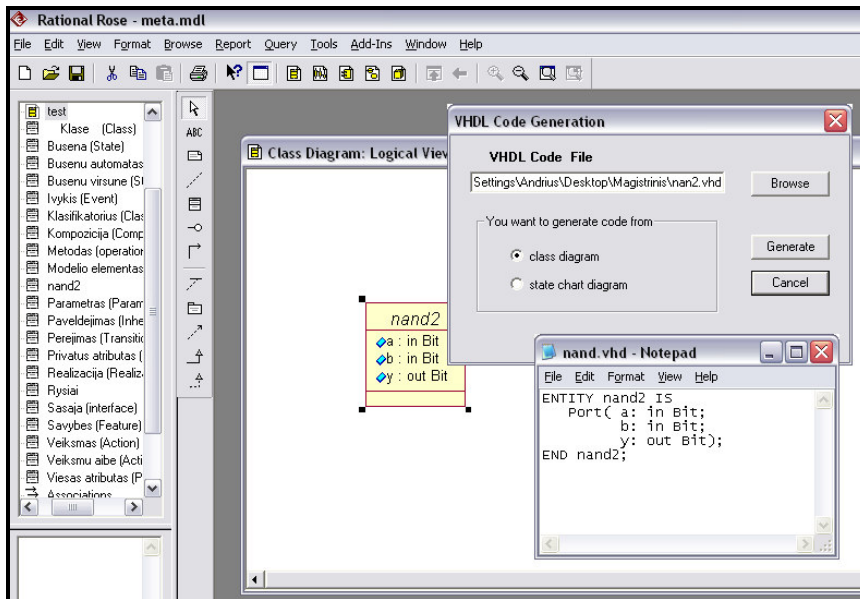 Rational Rose - meta.mdl
File Edit View Format Browse Report Query Tools Add-Ins Window Help
test
Klase (Class)
Busena (State)
Busenu automatas
Busenu virsune (St
Ivykis (Event)
Klasifikatorius (Clas
Kompozicija (Comp
Metodas (operation
Modelio elementas
nand2
Parametras (Param
Paveldejimas (Inhe
Perejimas (Transitic
Privatus atributas (
Realizacija (Realiz
Rysiai
Sasaja (interface)
Savybes (Feature)
Veiksmas (Action)
Veiksmu aibe (Acti
Viesas atributas (P
Associations
ABC
Class Diagram: Logical View
nand2
a : in Bit
b : in Bit
y : out Bit
VHDL Code Generation
VHDL Code File
Settings\Andrius\Desktop\Magistrinis\nan2.vhd
Browse
You want to generate code from
class diagram
state chart diagram
Generate
Cancel
nand.vhd - Notepad
File Edit Format View Help
ENTITY nand2 IS
Port( a: in Bit;
b: in Bit;
y: out Bit);
END nand2;